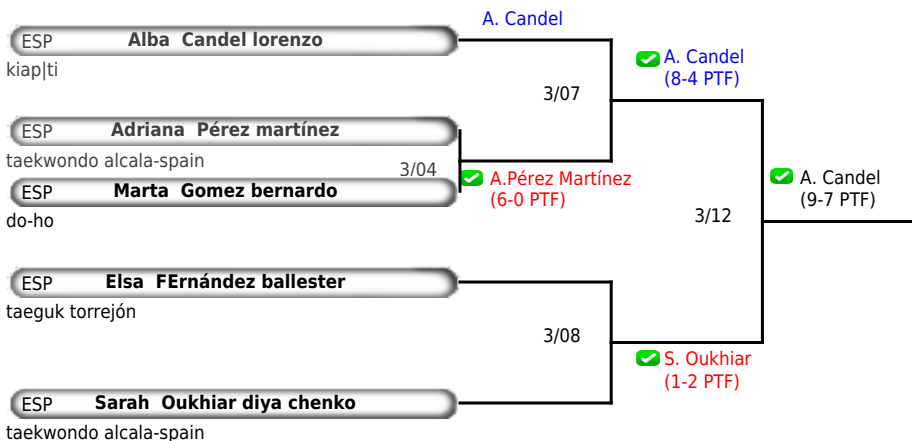 A. Candel
ESP Alba Candel lorenzo
kiap|ti
A. Candel
(8-4 PTF)
3/07
ESP Adriana Pérez martínez
taekwondo alcala-spain
3/04
A.Pérez Martínez
(6-0 PTF)
ESP Marta Gomez bernardo
do-ho
A. Candel
(9-7 PTF)
3/12
ESP Elsa FErnández ballester
taeguk torrejón
3/08
S. Oukhiar
(1-2 PTF)
ESP Sarah Oukhiar diya chenko
taekwondo alcala-spain